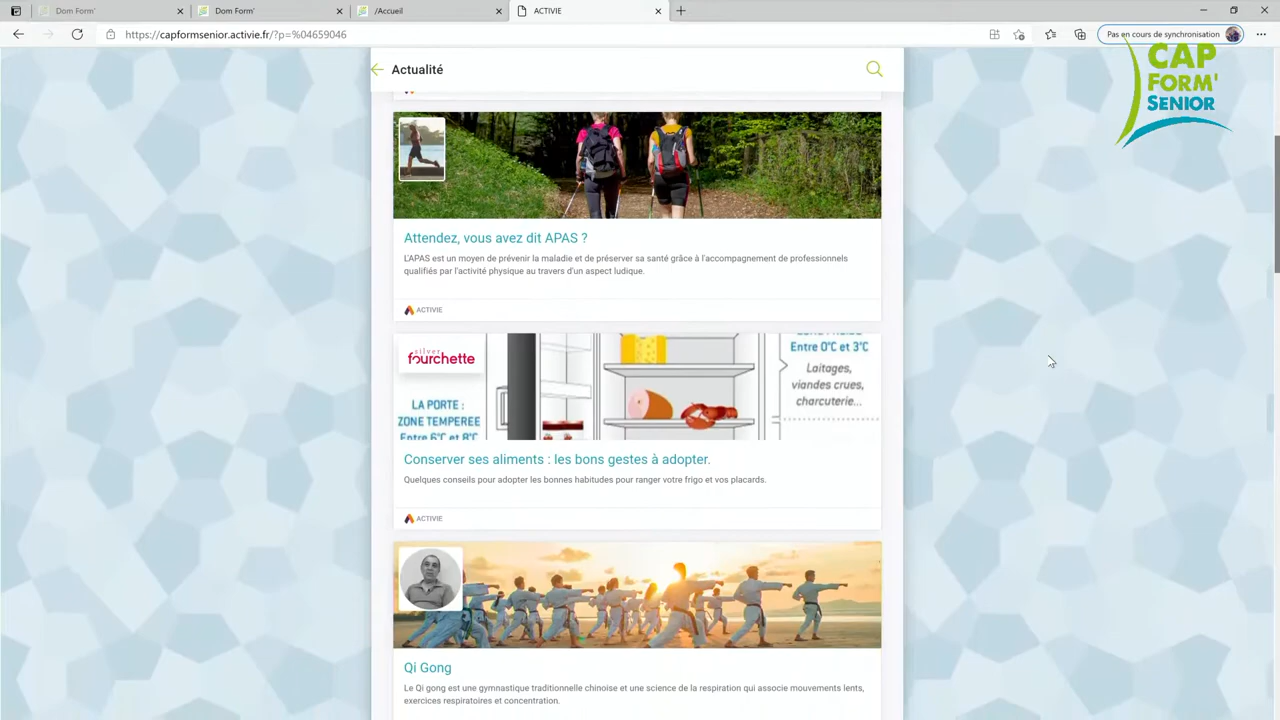 Dom Form'
Dom Form'
/Accueil
ACTIVIE
https://capformsenior.activie.fr/?p=%04659046
Pas en cours de synchronisation
CAP
FORM'
SENIOR
Actualité
Attendez, vous avez dit APAS ?
L'APAS est un moyen de prévenir la maladie et de préserver sa santé grâce à l'accompagnement de professionnels
qualifiés par l'activité physique au travers d'un aspect ludique.
ACTIVIE
silver
fourchette
LA PORTE :
ZONE TEMPEREE
Entre 6°C et 8°C
Entre 0°C et 3°C
Laitages,
viandes crues,
charcuterie...
Conserver ses aliments : les bons gestes à adopter.
Quelques conseils pour adopter les bonnes habitudes pour ranger votre frigo et vos placards.
ACTIVIE
Qi Gong
Le Qi gong est une gymnastique traditionnelle chinoise et une science de la respiration qui associe mouvements lents,
exercices respiratoires et concentration.